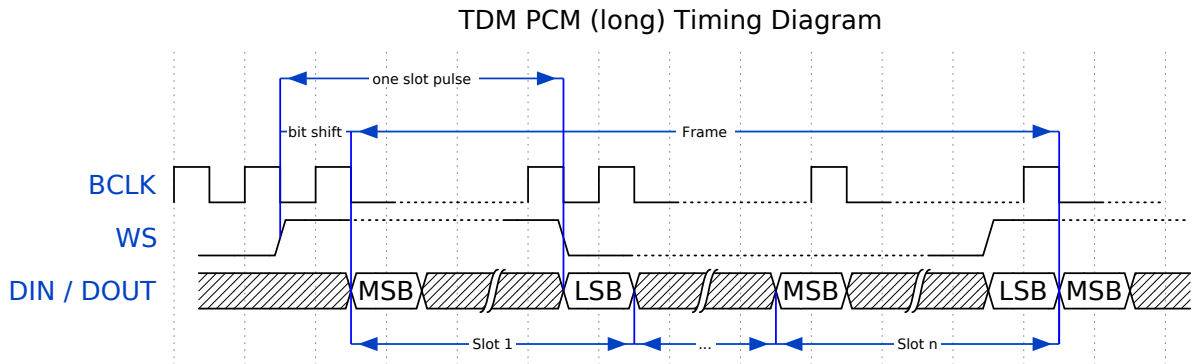 TDM PCM (long) Timing Diagram
one slot pulse
bit shift
Frame
BCLK
WS
DIN / DOUT
MSB
LSB
MSB
LSB
MSB
Slot 1
...
Slot n